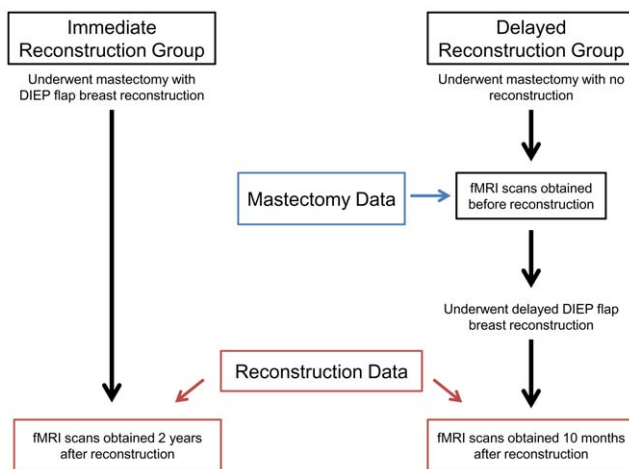 Immediate
Reconstruction Group
Underwent mastectomy with
DIEP flap breast reconstruction
Delayed
Reconstruction Group
Underwent mastectomy with no
reconstruction
Mastectomy Data
fMRI scans obtained
before reconstruction
Underwent delayed DIEP flap
breast reconstruction
Reconstruction Data
fMRI scans obtained 2 years
after reconstruction
fMRI scans obtained 10 months
after reconstruction